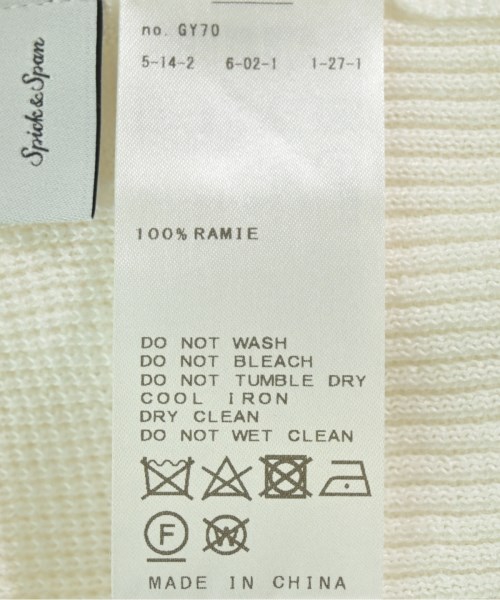 Spick & Span
no. GY70
5-14-2 6-02-1 1-27-1
100% RAMIE
DO NOT WASH
DO NOT BLEACH
DO NOT TUMBLE DRY
COOL IRON
DRY CLEAN
DO NOT WET CLEAN
F W
MADE IN CHINA